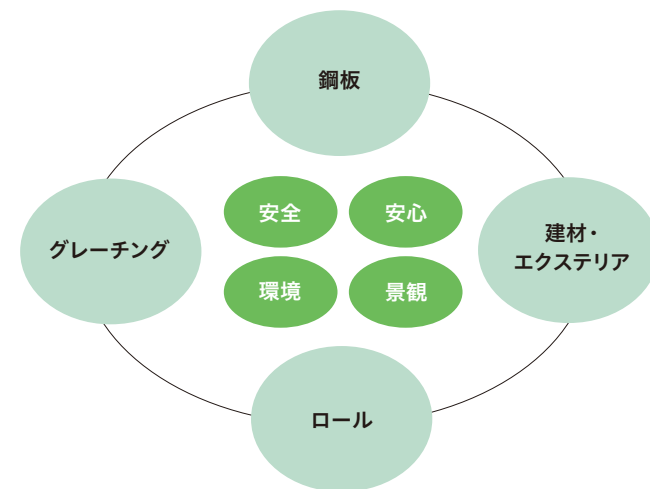 鋼板
安全
安心
グレーチング
建材・
エクステリア
環境
景観
ロール